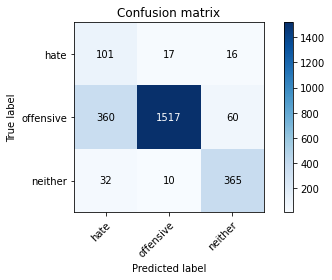 Confusion matrix
hate 101 17 16
offensive 360 1517 60
neither 32 10 365
hate offensive neither
True label
Predicted label
1400
1200
1000
800
600
400
200